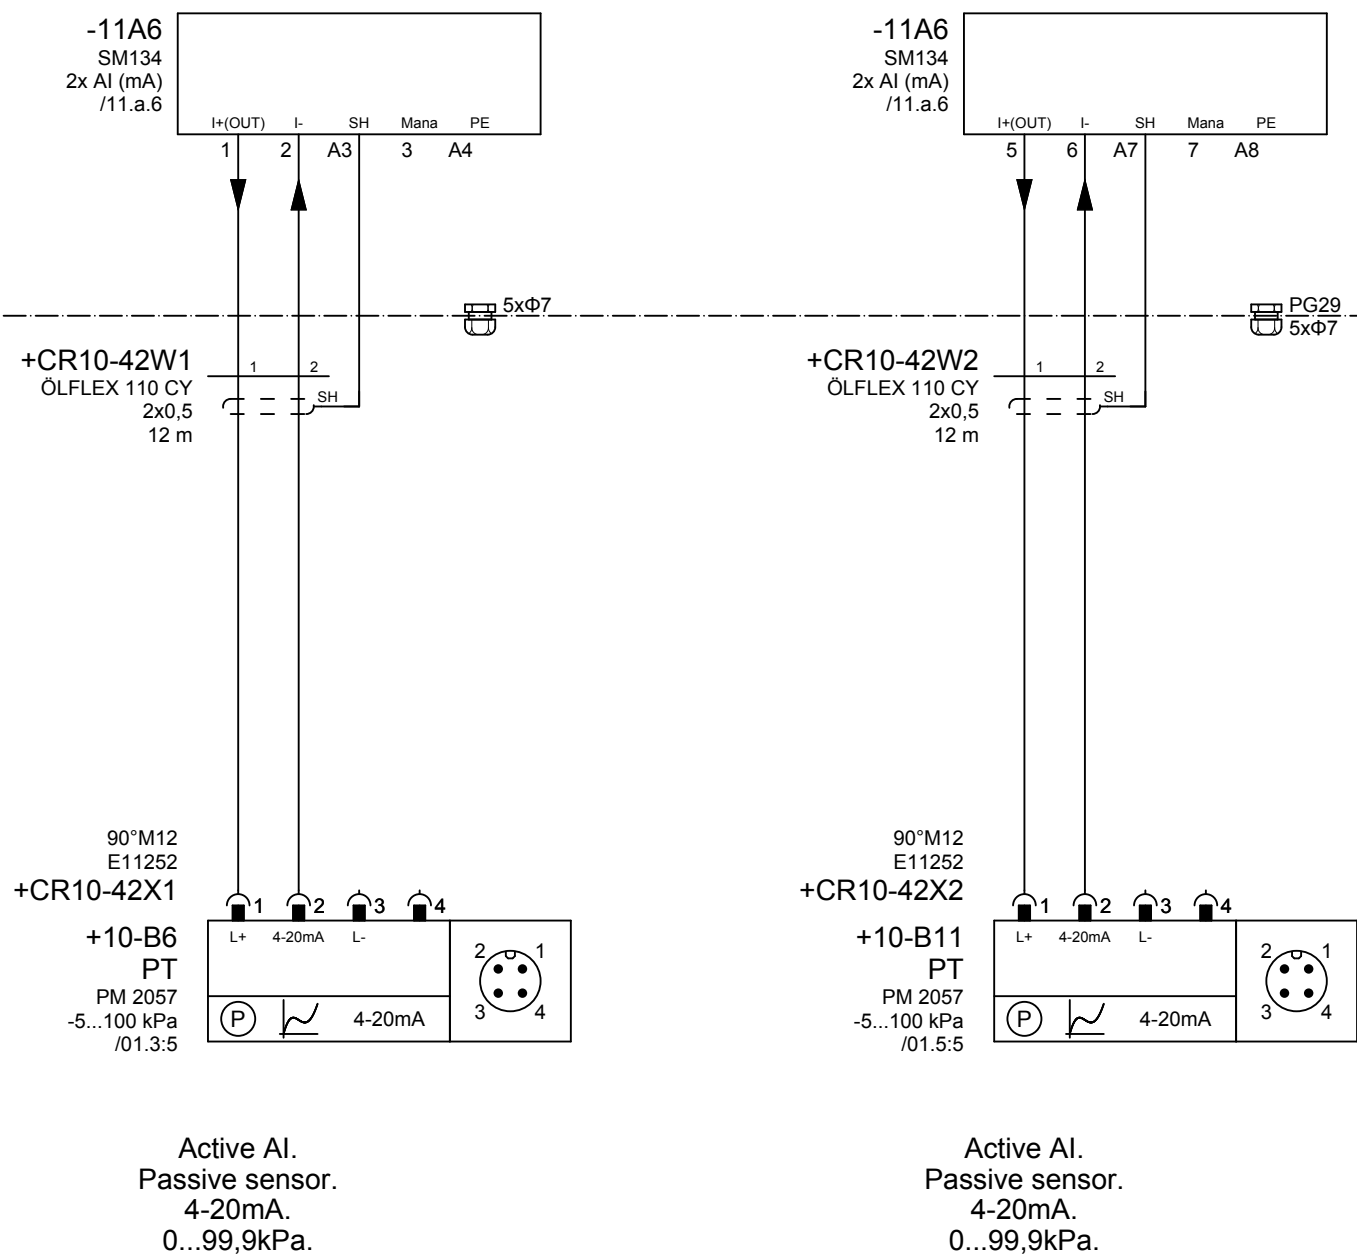 -11A6
SM134
2x AI (mA)
/11.a.6
I+(OUT) I- SH Mana PE
1 2 A3 3 A4
5xΦ7
+CR10-42W1
ÖLFLEX 110 CY
2x0,5
12 m
1 2
SH
90°M12
E11252
+CR10-42X1
1 2 3 4
+10-B6
PT
PM 2057
-5...100 kPa
/01.3:5
L+ 4-20mA L-
P 4-20mA
2 1
3 4
Active AI.
Passive sensor.
4-20mA.
0...99,9kPa.
-11A6
SM134
2x AI (mA)
/11.a.6
I+(OUT) I- SH Mana PE
5 6 A7 7 A8
PG29
5xΦ7
+CR10-42W2
ÖLFLEX 110 CY
2x0,5
12 m
1 2
SH
90°M12
E11252
+CR10-42X2
1 2 3 4
+10-B11
PT
PM 2057
-5...100 kPa
/01.5:5
L+ 4-20mA L-
P 4-20mA
2 1
3 4
Active AI.
Passive sensor.
4-20mA.
0...99,9kPa.